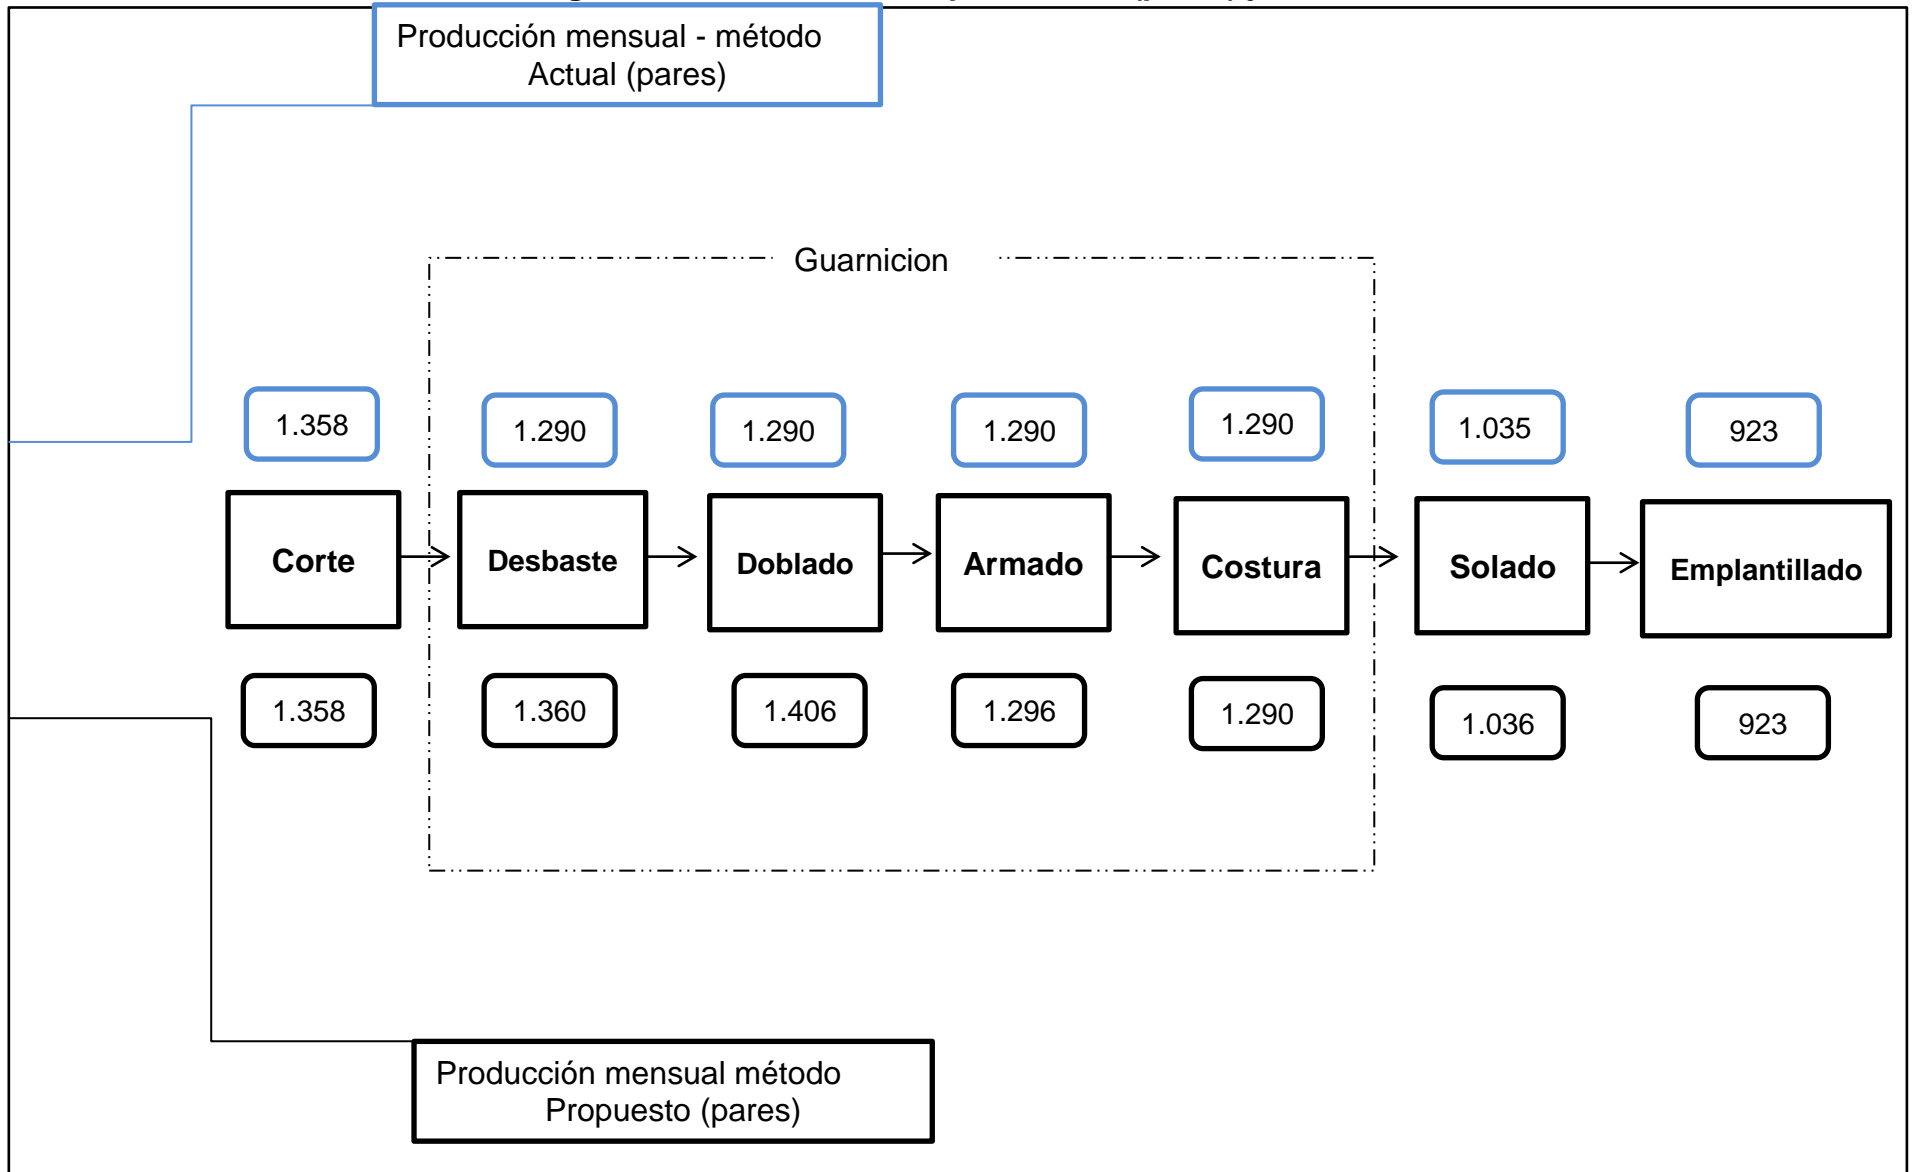 Producción mensual - método
Actual (pares)
Guarnicion
1.358
1.290
1.290
1.290
1.290
1.035
923
Corte
Desbaste
Doblado
Armado
Costura
Solado
Emplantillado
1.358
1.360
1.406
1.296
1.290
1.036
923
Producción mensual método
Propuesto (pares)